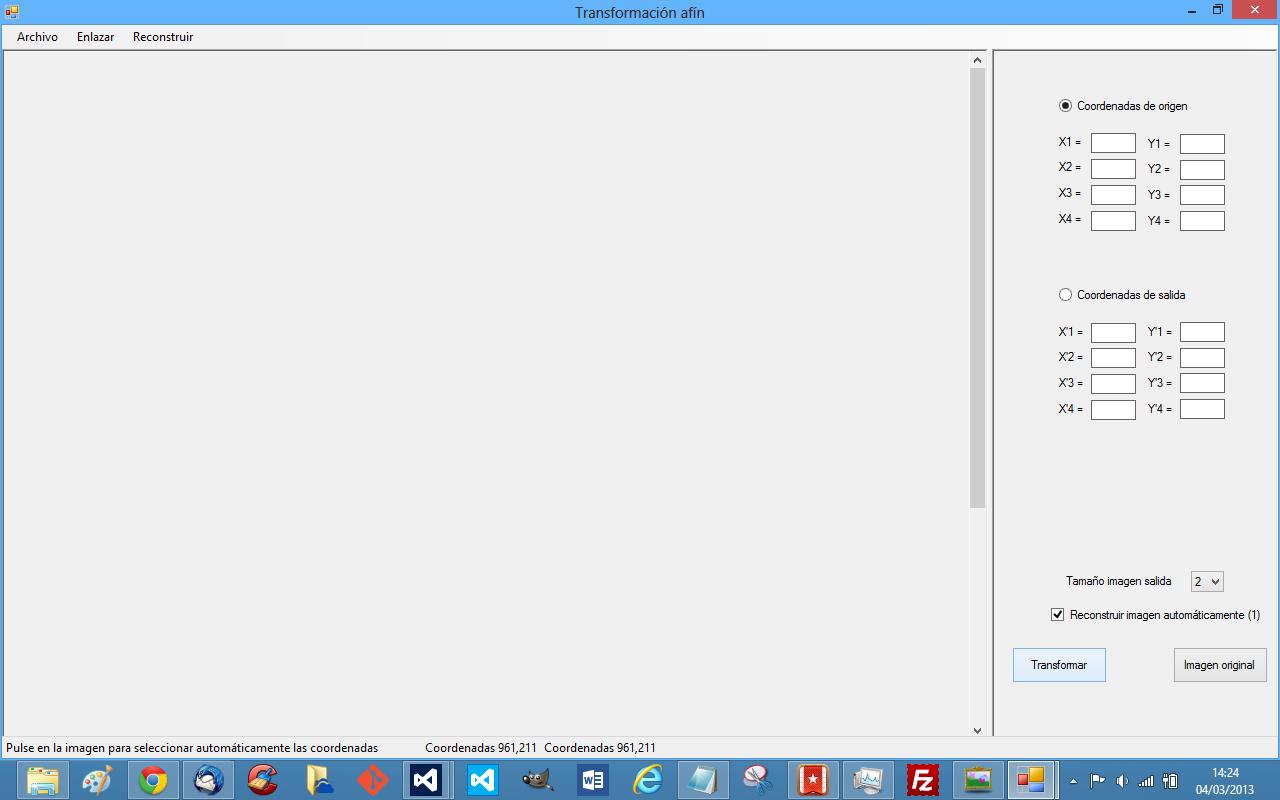 Transformación afín
Archivo Enlazar Reconstruir
Coordenadas de origen
X1 = Y1 =
X2 = Y2 =
X3 = Y3 =
X4 = Y4 =
Coordenadas de salida
X'1 = Y'1 =
X'2 = Y'2 =
X'3 = Y'3 =
X'4 = Y'4 =
Tamaño imagen salida 2
Reconstruir imagen automáticamente (1)
Transformar Imagen original
Pulse en la imagen para seleccionar automáticamente las coordenadas Coordenadas 961,211 Coordenadas 961,211
14:24
04/03/2013